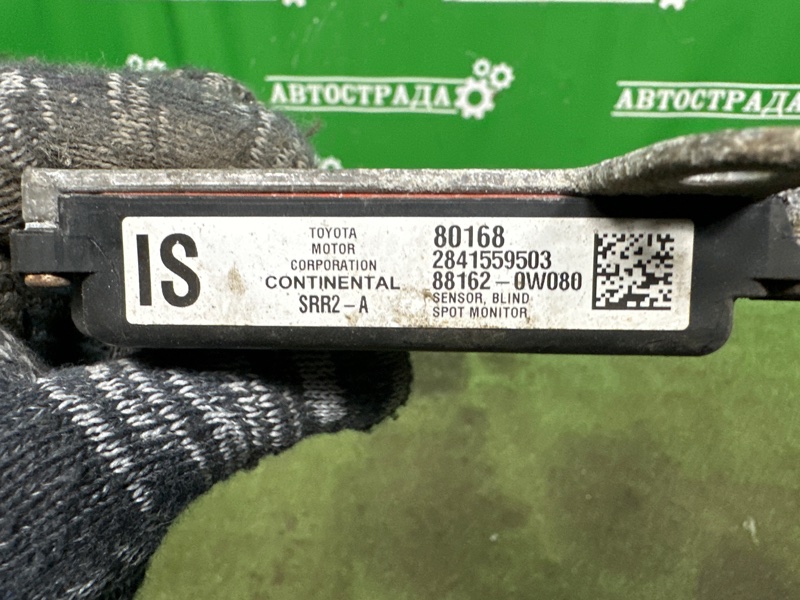 АВТОСТРАДА
АВТОСТРАДА
IS
TOYOTA
MOTOR
CORPORATION
CONTINENTAL
SRR2-A
80168
2841559503
88162-0W080
SENSOR, BLIND
SPOT MONITOR